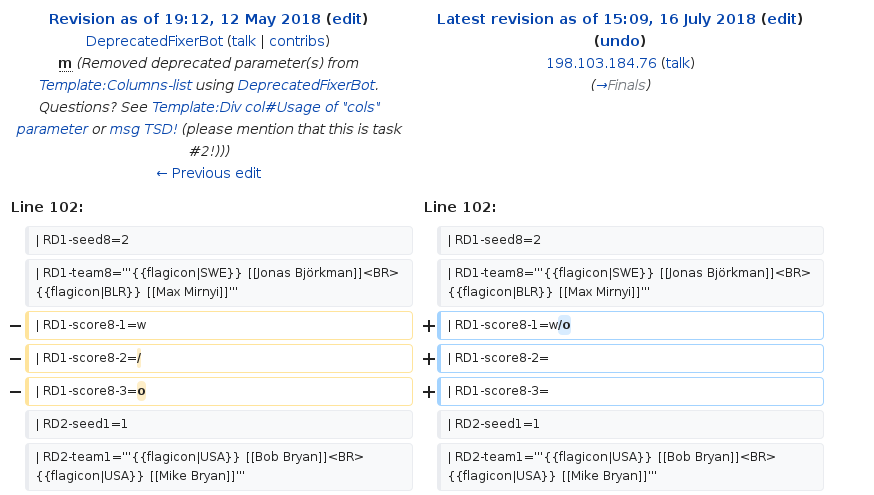 Revision as of 19:12, 12 May 2018 (edit)
DeprecatedFixerBot (talk | contribs)
m (Removed deprecated parameter(s) from
Template:Columns-list using DeprecatedFixerBot.
Questions? See Template:Div col#Usage of "cols"
parameter or msg TSD! (please mention that this is task
#2!)))
← Previous edit
Latest revision as of 15:09, 16 July 2018 (edit)
(undo)
198.103.184.76 (talk)
(→Finals)
Line 102:
Line 102:
| RD1-seed8=2
| RD1-seed8=2
| RD1-team8='''{{flagicon|SWE}} [[Jonas Björkman]]<BR>
{{flagicon|BLR}} [[Max Mirnyi]]'''
| RD1-team8='''{{flagicon|SWE}} [[Jonas Björkman]]<BR>
{{flagicon|BLR}} [[Max Mirnyi]]'''
− | RD1-score8-1=w
+ | RD1-score8-1=w/o
− | RD1-score8-2=/
+ | RD1-score8-2=
− | RD1-score8-3=o
+ | RD1-score8-3=
| RD2-seed1=1
| RD2-seed1=1
| RD2-team1='''{{flagicon|USA}} [[Bob Bryan]]<BR>
{{flagicon|USA}} [[Mike Bryan]]'''
| RD2-team1='''{{flagicon|USA}} [[Bob Bryan]]<BR>
{{flagicon|USA}} [[Mike Bryan]]'''